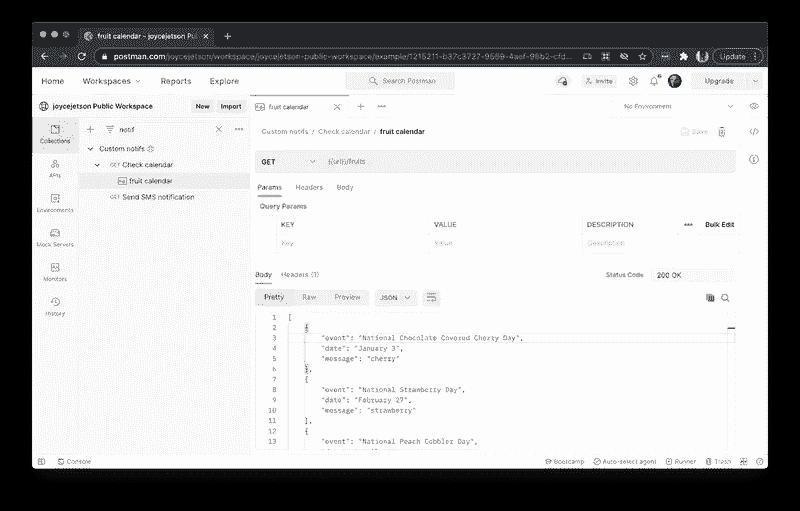 fruit calendar - joycejetson Pu
postman.com/joycejetson/workspace/joycejetson-public-workspace/example/1215211-b37c3727-9569-4aef-98b2-cfd...
Update
Home Workspaces Reports Explore Search Postman Invite Upgrade
joycejetson Public Workspace New Import
fruit calendar No Environment
Collections
notif
Custom notifs / Check calendar / fruit calendar Save
Custom notifs
GET Check calendar
fruit calendar
GET Send SMS notification
APIs
Environments
Mock Servers
Monitors
History
GET {{url}}/fruits
Params Headers Body
Query Params
KEY VALUE DESCRIPTION Bulk Edit
Key Value Description
Body Headers (1) Status Code 200 OK
Pretty Raw Preview JSON
1 [
2 {
3 "event": "National Chocolate Covered Cherry Day",
4 "date": "January 3",
5 "message": "cherry"
6 },
7 {
8 "event": "National Strawberry Day",
9 "date": "February 27",
10 "message": "strawberry"
11 },
12 {
13 "event": "National Peach Cobbler Day",
Console Bootcamp Auto-select agent Runner Trash